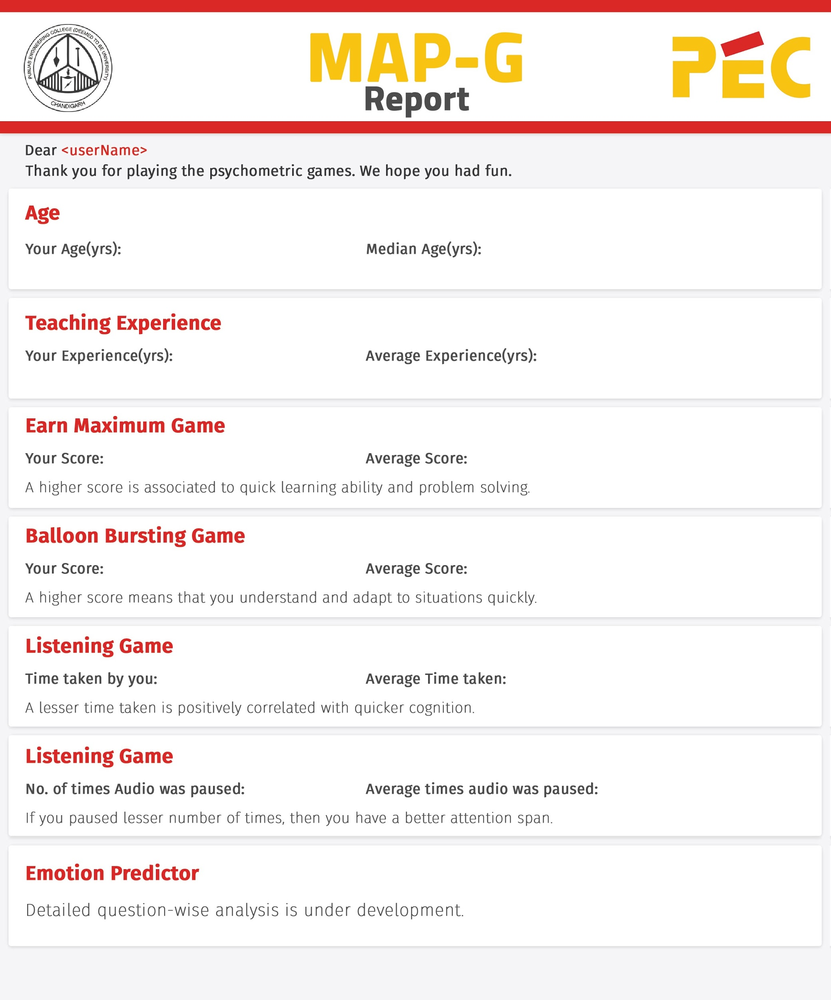 PUNJAB ENGINEERING COLLEGE (DEEMED TO BE UNIVERSITY)
CHANDIGARH
MAP-G
Report
PEC
Dear <userName>
Thank you for playing the psychometric games. We hope you had fun.
Age
Your Age(yrs): Median Age(yrs):
Teaching Experience
Your Experience(yrs): Average Experience(yrs):
Earn Maximum Game
Your Score: Average Score:
A higher score is associated to quick learning ability and problem solving.
Balloon Bursting Game
Your Score: Average Score:
A higher score means that you understand and adapt to situations quickly.
Listening Game
Time taken by you: Average Time taken:
A lesser time taken is positively correlated with quicker cognition.
Listening Game
No. of times Audio was paused: Average times audio was paused:
If you paused lesser number of times, then you have a better attention span.
Emotion Predictor
Detailed question-wise analysis is under development.